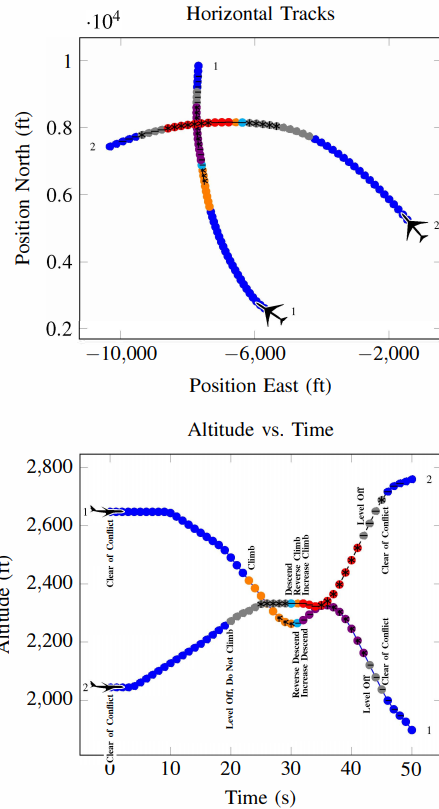 Horizontal Tracks
·10⁴
1
0.8
0.6
0.4
0.2
Position North (ft)
1
2
2
1
−10,000
−6,000
−2,000
Position East (ft)
Altitude vs. Time
2,800
2,600
2,400
2,200
2,000
Altitude (ft)
1
Clear of Conflict
2
Clear of Conflict
Level Off, Do Not Climb
Climb
Descend
Reverse Climb
Increase Climb
Reverse Descend
Increase Descend
Level Off
Clear of Conflict
Level Off
Clear of Conflict
2
1
0
10
20
30
40
50
Time (s)